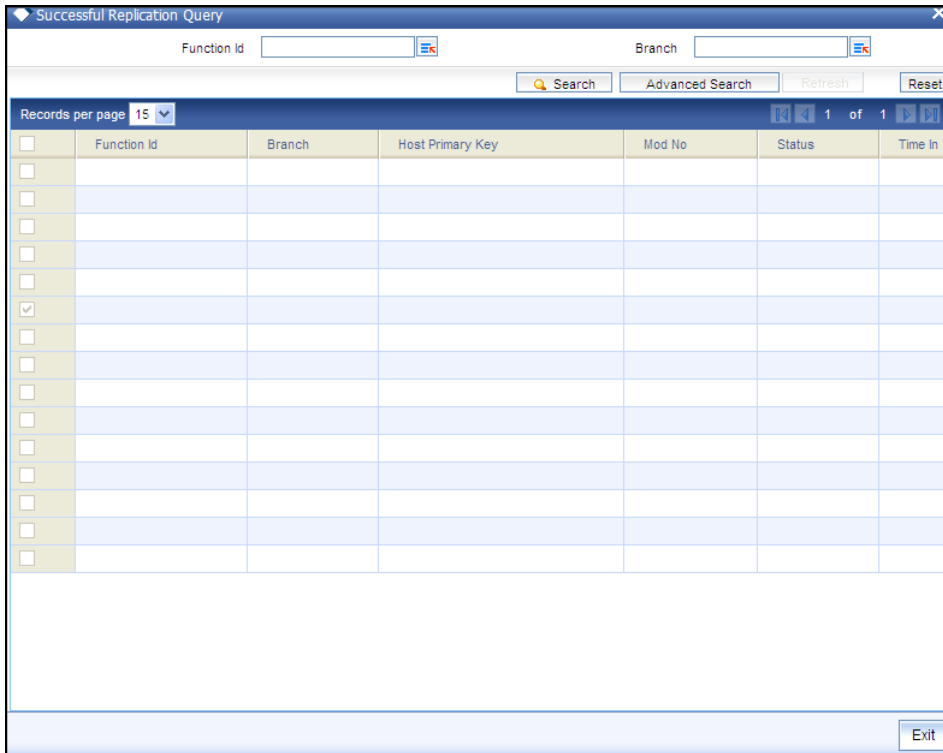 Successful Replication Query
Function Id Branch
Search Advanced Search Refresh Reset
Records per page 15 1 of 1
Function Id Branch Host Primary Key Mod No Status Time In
Exit